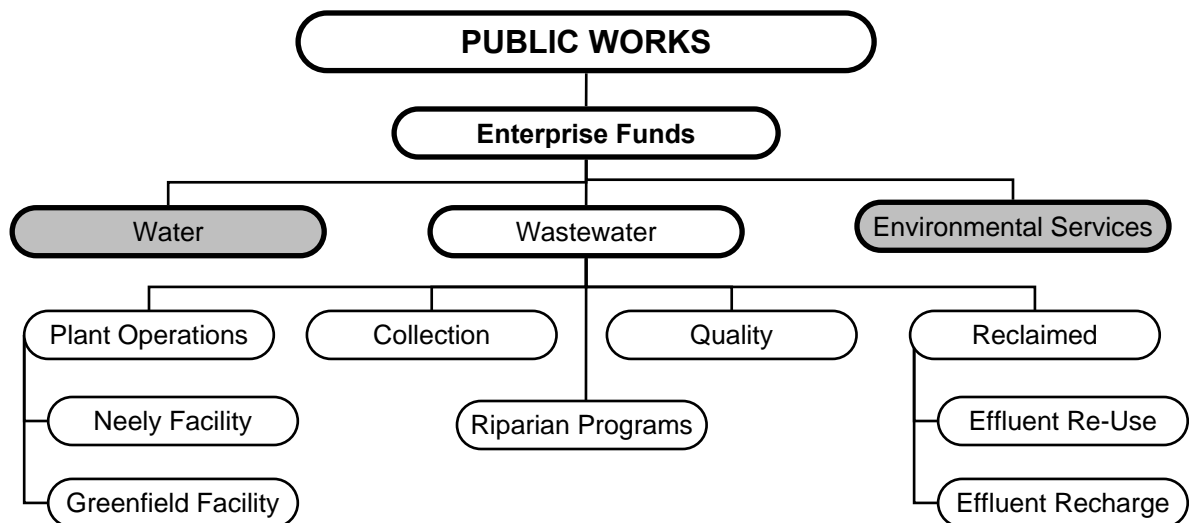 PUBLIC WORKS
Enterprise Funds
Water
Wastewater
Environmental Services
Plant Operations
Collection
Quality
Reclaimed
Neely Facility
Riparian Programs
Effluent Re-Use
Greenfield Facility
Effluent Recharge